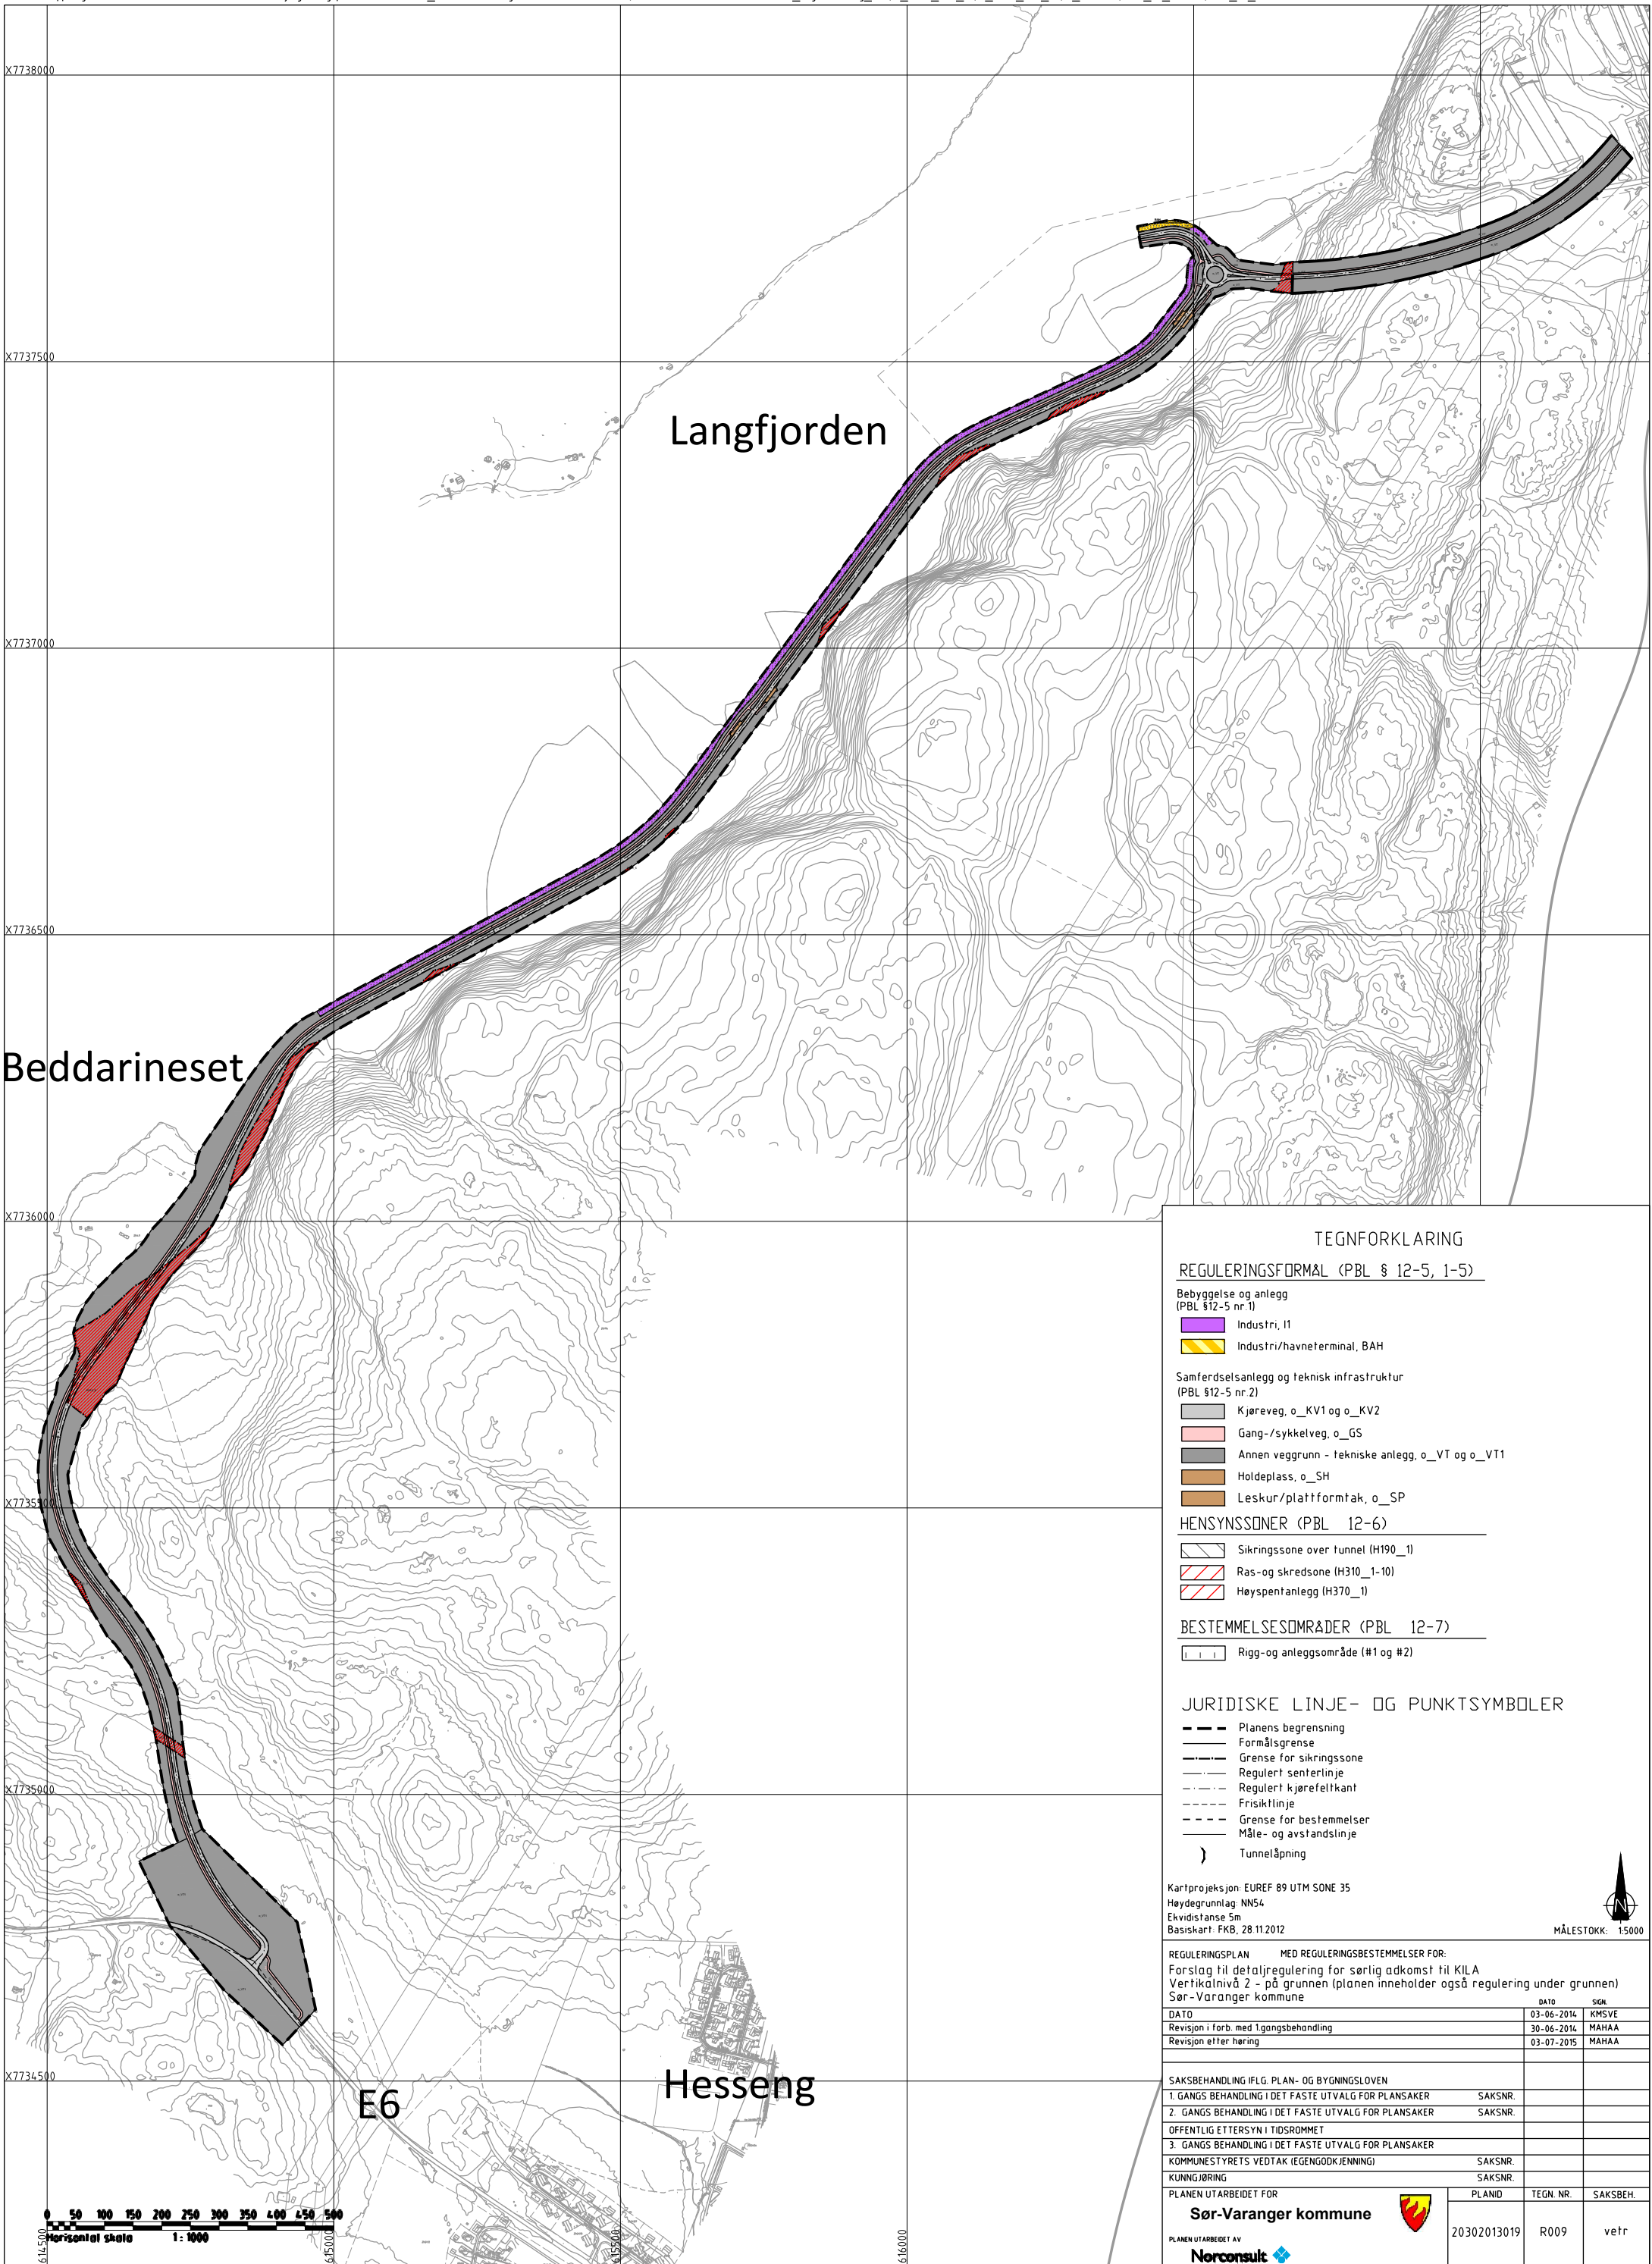 X7738000
X7737500
Langfjorden
X7737000
X7736500
Beddarineset
X7736000
X7735500
X7735000
X7734500
E6
Hesseng
0 50 100 150 200 250 300 350 400 450 500
Horisontal skala 1 : 1000
614500
615000
615500
616000
TEGNFORKLARING
REGULERINGSFORMÅL (PBL § 12-5, 1-5)
Bebyggelse og anlegg
(PBL §12-5 nr.1)
Industri, I1
Industri/havneterminal, BAH
Samferdselsanlegg og teknisk infrastruktur
(PBL §12-5 nr.2)
Kjøreveg, o_KV1 og o_KV2
Gang-/sykkelveg, o_GS
Annen veggrunn - tekniske anlegg, o_VT og o_VT1
Holdeplass, o_SH
Leskur/plattformtak, o_SP
HENSYNSSONER (PBL 12-6)
Sikringssone over tunnel (H190_1)
Ras-og skredsone (H310_1-10)
Høyspentanlegg (H370_1)
BESTEMMELSESOMRÅDER (PBL 12-7)
Rigg-og anleggsområde (#1 og #2)
JURIDISKE LINJE- OG PUNKTSYMBOLER
Planens begrensning
Formålsgrense
Grense for sikringssone
Regulert senterlinje
Regulert kjørefeltkant
Frisiktlinje
Grense for bestemmelser
Måle- og avstandslinje
Tunnelåpning
Kartprojeksjon: EUREF 89 UTM SONE 35
Høydegrunnlag: NN54
Ekvidistanse 5m
Basiskart: FKB, 28.11.2012
MÅLESTOKK: 1:5000
N
REGULERINGSPLAN MED REGULERINGSBESTEMMELSER FOR:
Forslag til detaljregulering for sørlig adkomst til KILA
Vertikalnivå 2 - på grunnen (planen inneholder også regulering under grunnen)
Sør-Varanger kommune
DATO SIGN.
DATO 03-06-2014 KMSVE
Revisjon i forb. med 1.gangsbehandling 30-06-2014 MAHAA
Revisjon etter høring 03-07-2015 MAHAA
SAKSBEHANDLING IFLG. PLAN- OG BYGNINGSLOVEN
1. GANGS BEHANDLING I DET FASTE UTVALG FOR PLANSAKER SAKSNR.
2. GANGS BEHANDLING I DET FASTE UTVALG FOR PLANSAKER SAKSNR.
OFFENTLIG ETTERSYN I TIDSROMMET
3. GANGS BEHANDLING I DET FASTE UTVALG FOR PLANSAKER
KOMMUNESTYRETS VEDTAK (EGENGODKJENNING) SAKSNR.
KUNNGJØRING SAKSNR.
PLANEN UTARBEIDET FOR PLANID TEGN. NR. SAKSBEH.
Sør-Varanger kommune
20302013019 R009 vetr
PLANEN UTARBEIDET AV
Norconsult